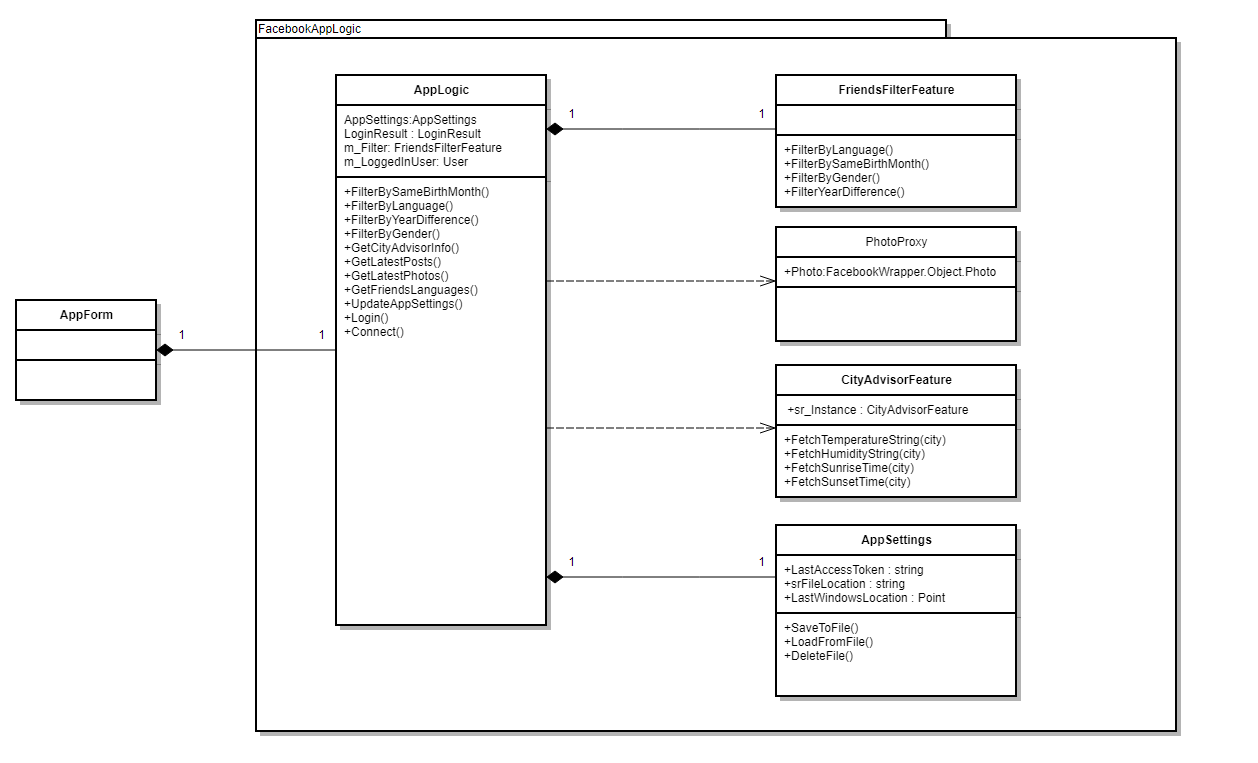 FacebookAppLogic
AppForm
1
1
AppLogic
AppSettings:AppSettings
LoginResult : LoginResult
m_Filter: FriendsFilterFeature
m_LoggedInUser: User
+FilterBySameBirthMonth()
+FilterByLanguage()
+FilterByYearDifference()
+FilterByGender()
+GetCityAdvisorInfo()
+GetLatestPosts()
+GetLatestPhotos()
+GetFriendsLanguages()
+UpdateAppSettings()
+Login()
+Connect()
1
1
FriendsFilterFeature
+FilterByLanguage()
+FilterBySameBirthMonth()
+FilterByGender()
+FilterYearDifference()
PhotoProxy
+Photo:FacebookWrapper.Object.Photo
CityAdvisorFeature
+sr_Instance : CityAdvisorFeature
+FetchTemperatureString(city)
+FetchHumidityString(city)
+FetchSunriseTime(city)
+FetchSunsetTime(city)
1
1
AppSettings
+LastAccessToken : string
+srFileLocation : string
+LastWindowsLocation : Point
+SaveToFile()
+LoadFromFile()
+DeleteFile()